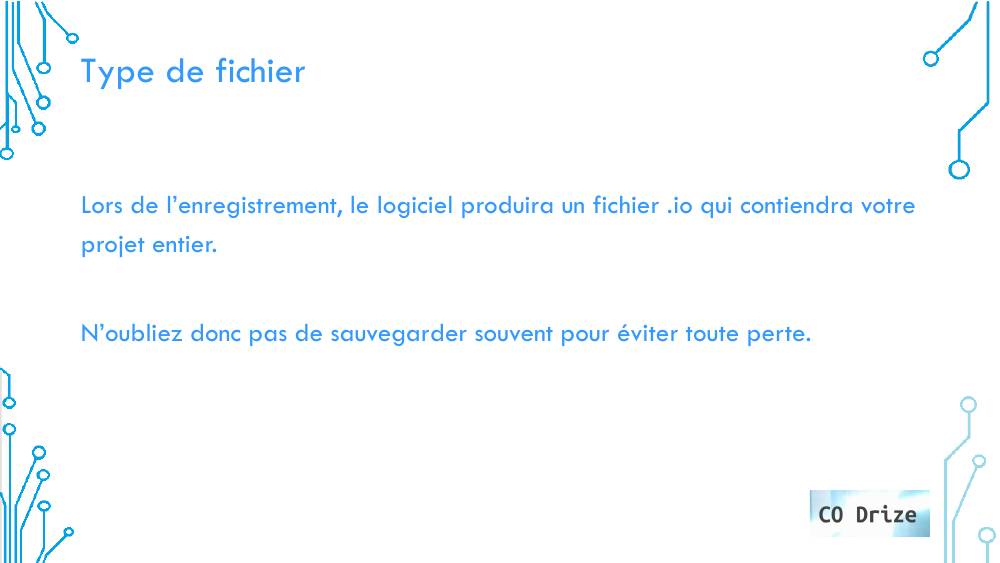 Type de fichier
Lors de l’enregistrement, le logiciel produira un fichier .io qui contiendra votre
projet entier.
N’oubliez donc pas de sauvegarder souvent pour éviter toute perte.
CO Drize